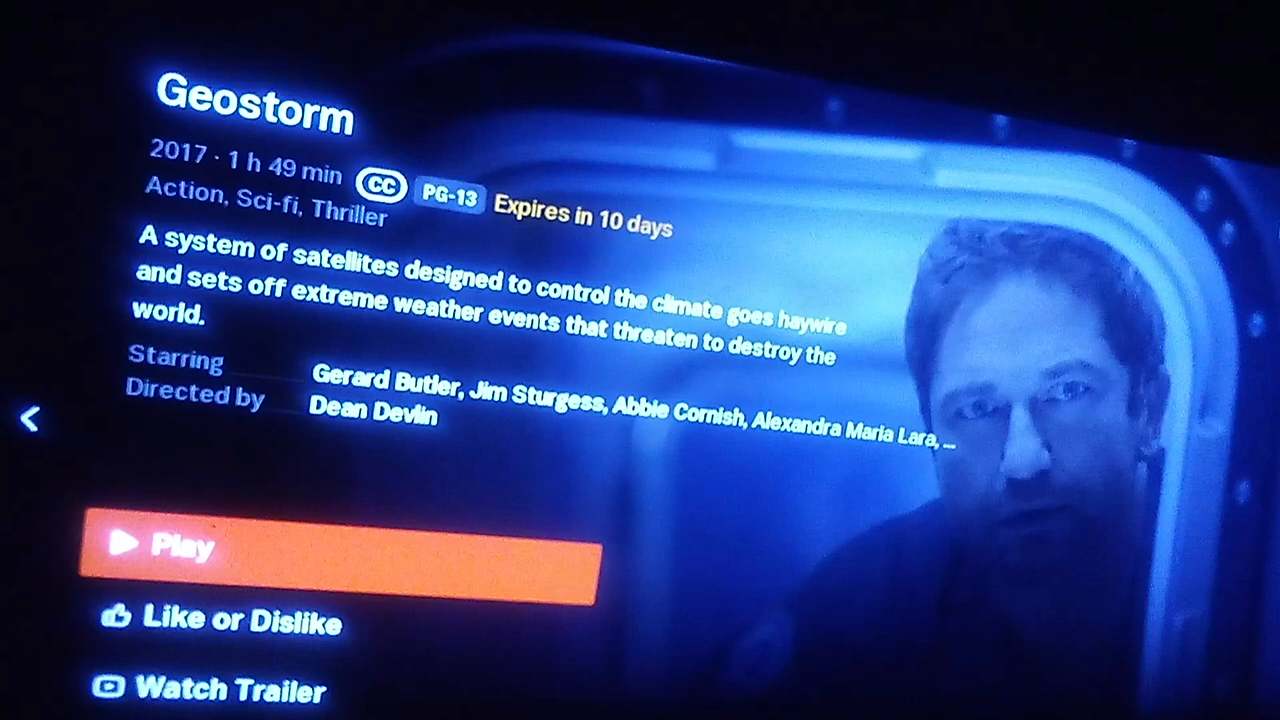 Geostorm
2017 · 1 h 49 min CC PG-13 Expires in 10 days
Action, Sci-fi, Thriller
A system of satellites designed to control the climate goes haywire
and sets off extreme weather events that threaten to destroy the
world.
Starring Gerard Butler, Jim Sturgess, Abbie Cornish, Alexandra Maria Lara, ...
Directed by Dean Devlin
Play
Like or Dislike
Watch Trailer